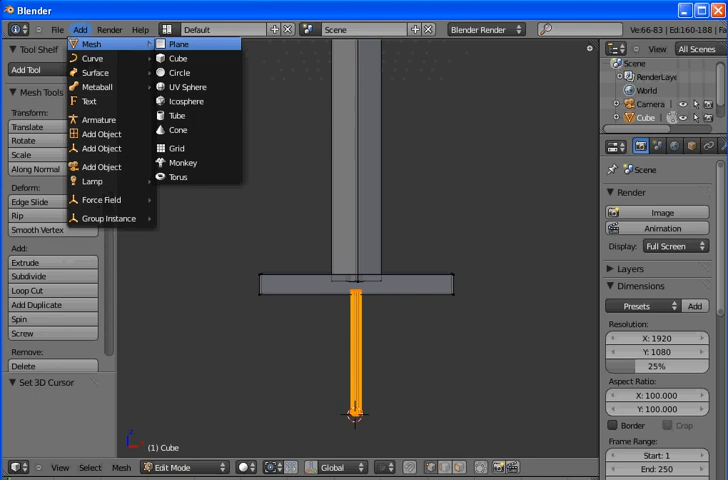 Blender
File Add Render Help Default Scene Blender Render Ve:66-83 | Ed:160-188 | F
Tool Shelf
Add Tool
Mesh Tools
Transform:
Translate
Rotate
Scale
Along Normal
Deform:
Edge Slide
Rip
Smooth Vertex
Add:
Extrude
Subdivide
Loop Cut
Add Duplicate
Spin
Screw
Remove:
Delete
Set 3D Cursor
Mesh
Curve
Surface
Metaball
Text
Armature
Add Object
Add Object
Add Object
Lamp
Force Field
Group Instance
Plane
Cube
Circle
UV Sphere
Icosphere
Tube
Cone
Grid
Monkey
Torus
(1) Cube
View Select Mesh Edit Mode Global
View All Scenes
Scene
RenderLaye
World
Camera
Cube
Scene
Render
Image
Animation
Display: Full Screen
Layers
Dimensions
Presets Add
Resolution:
X: 1920
Y: 1080
25%
Aspect Ratio:
X: 100.000
Y: 100.000
Border Crop
Frame Range:
Start: 1
End: 250